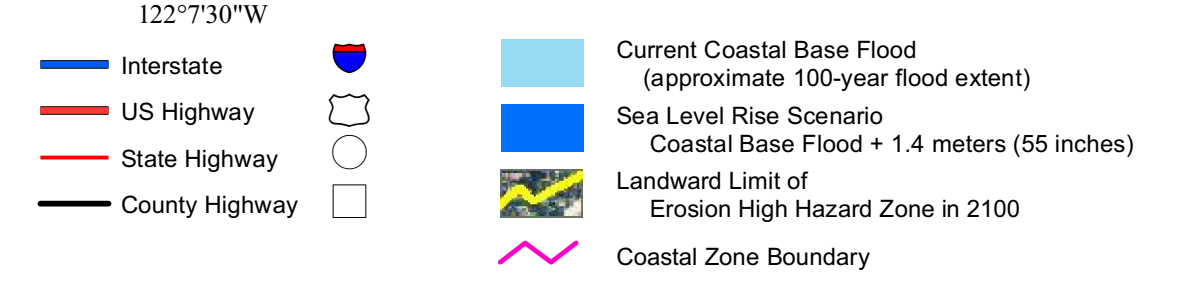 122°7'30"W
Interstate
US Highway
State Highway
County Highway
Current Coastal Base Flood
(approximate 100-year flood extent)
Sea Level Rise Scenario
Coastal Base Flood + 1.4 meters (55 inches)
Landward Limit of
Erosion High Hazard Zone in 2100
Coastal Zone Boundary